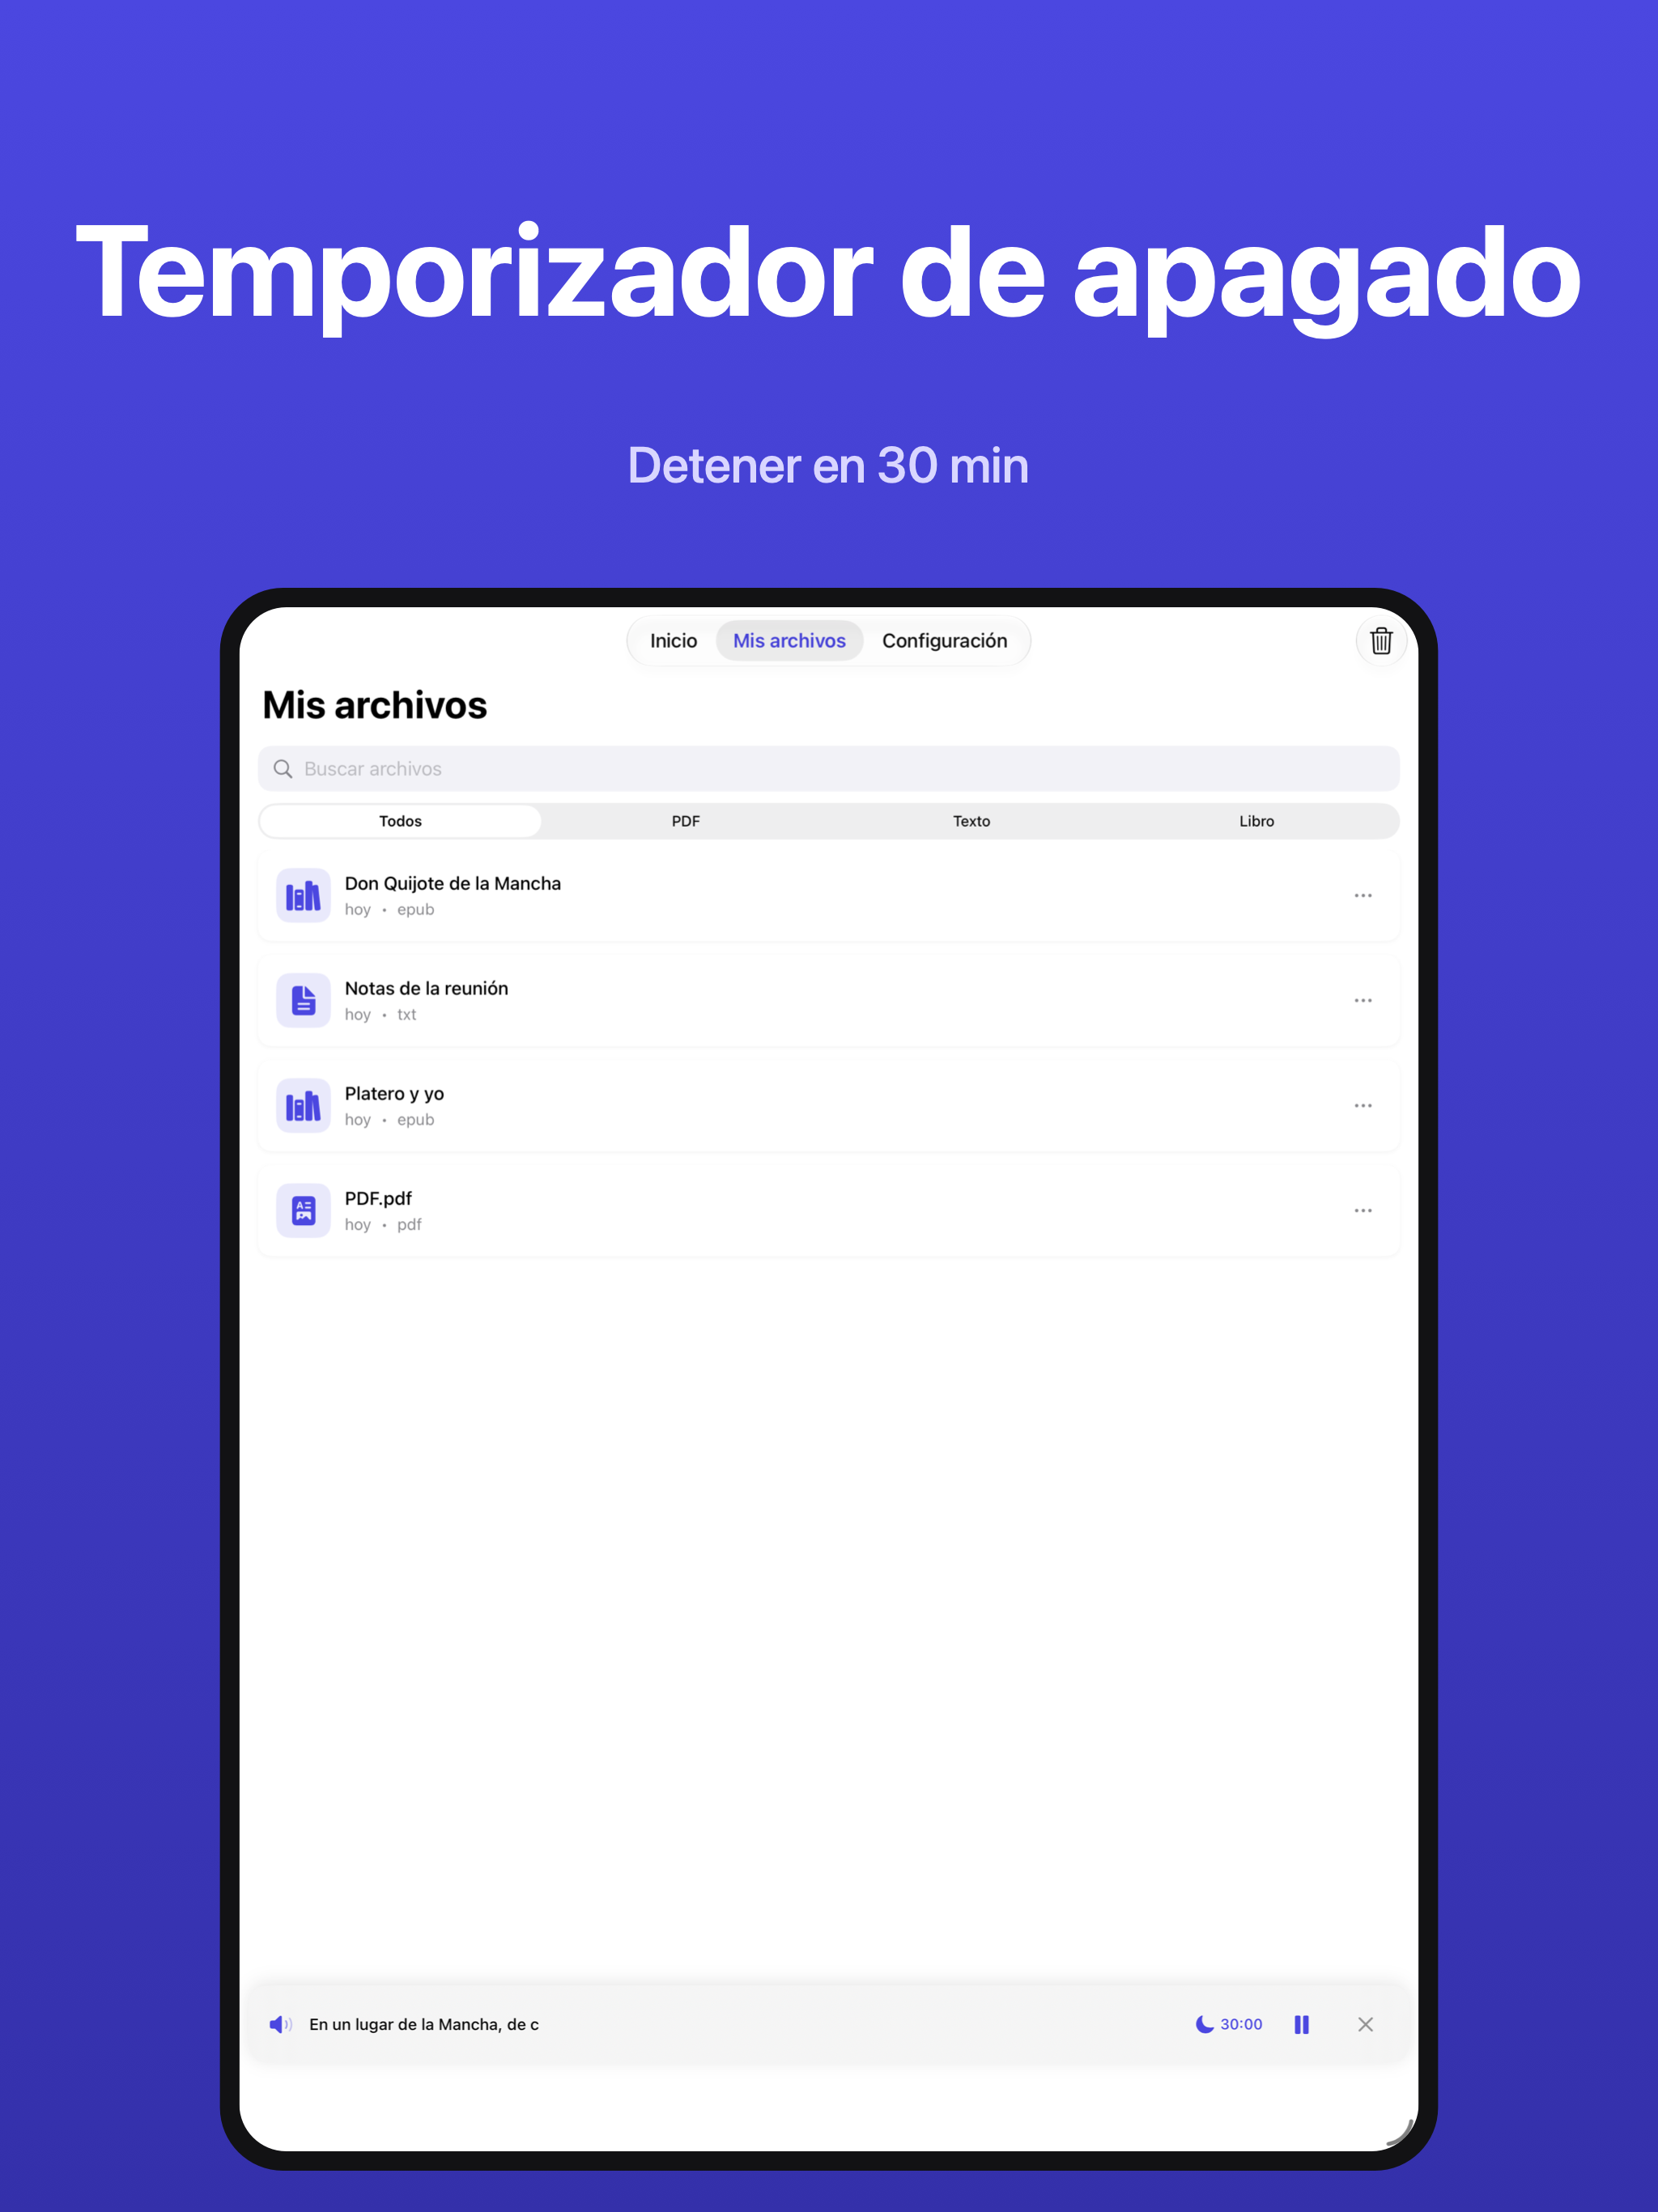 Temporizador de apagado
Detener en 30 min
Inicio Mis archivos Configuración
Mis archivos
Buscar archivos
Todos PDF Texto Libro
Don Quijote de la Mancha
hoy • epub
Notas de la reunión
hoy • txt
Platero y yo
hoy • epub
PDF.pdf
hoy • pdf
En un lugar de la Mancha, de c 30:00